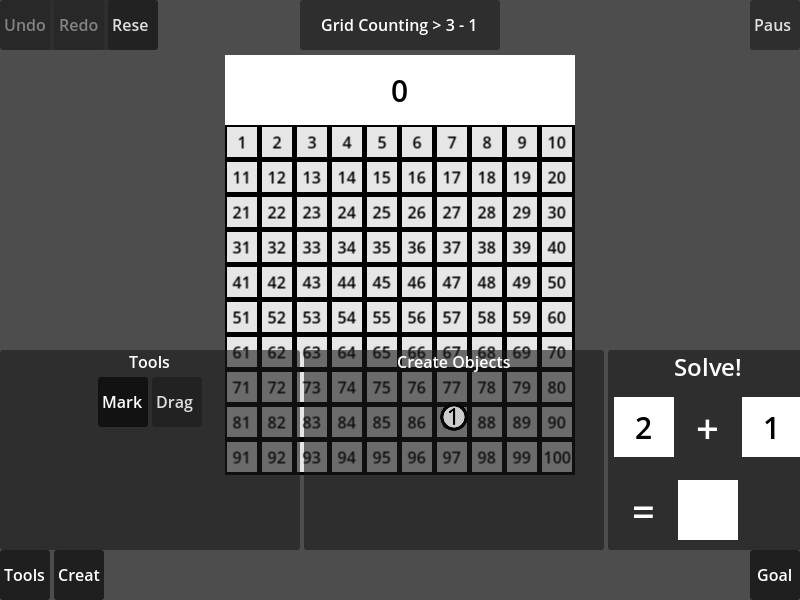 Undo Redo Rese
Grid Counting > 3 - 1
Paus
0
1 2 3 4 5 6 7 8 9 10
11 12 13 14 15 16 17 18 19 20
21 22 23 24 25 26 27 28 29 30
31 32 33 34 35 36 37 38 39 40
41 42 43 44 45 46 47 48 49 50
51 52 53 54 55 56 57 58 59 60
61 62 63 64 65 66 67 68 69 70
71 72 73 74 75 76 77 78 79 80
81 82 83 84 85 86 1 88 89 90
91 92 93 94 95 96 97 98 99 100
Tools
Mark Drag
Create Objects
Solve!
2 + 1
=
Tools Creat
Goal